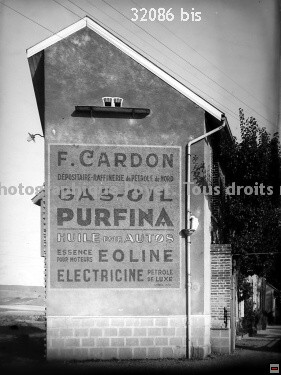 32086 bis
F. CARDON
DÉPOSITAIRE-RAFFINERIE DE PÉTROLE DU NORD
GAS-OIL
PURFINA
HUILE POUR AUTOS
ESSENCE POUR MOTEURS EOLINE
ELECTRICINE PETROLE DE LUXE
Tous droits